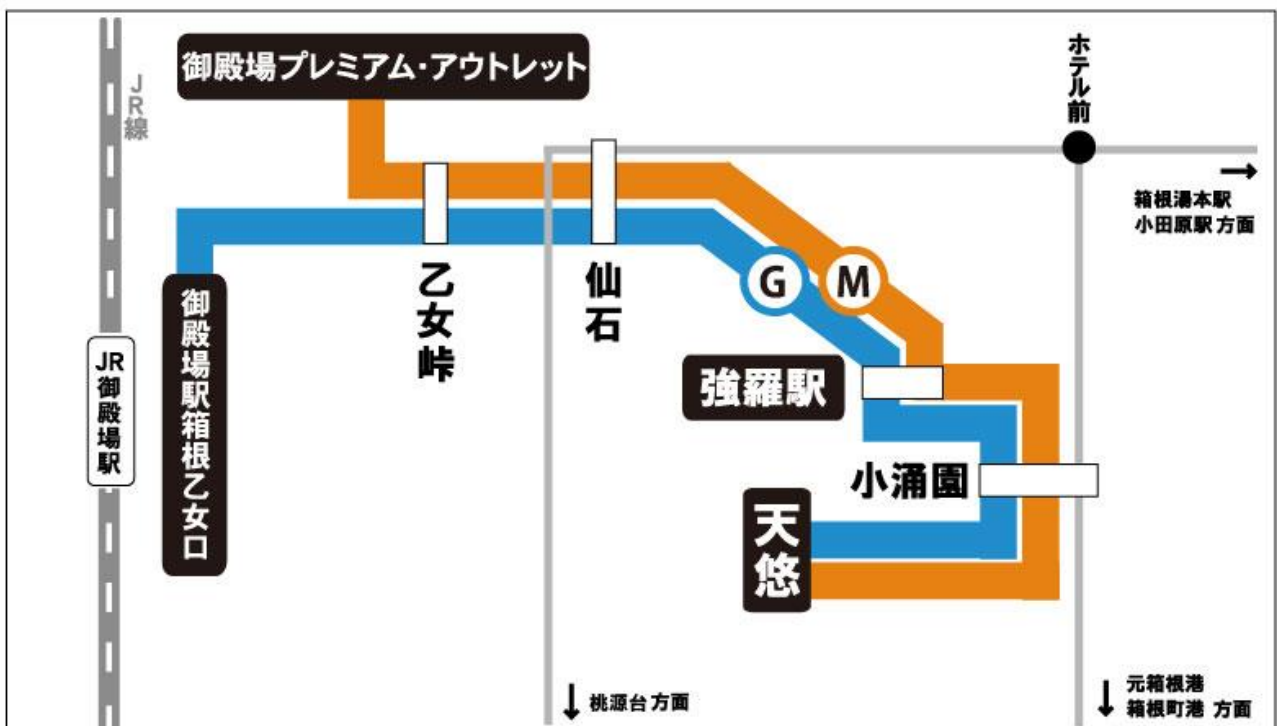 御殿場プレミアム・アウトレット
ホテル前
JR線
箱根湯本駅
小田原駅 方面
乙女峠
仙石
G
M
御殿場駅箱根乙女口
JR
御殿場駅
強羅駅
小涌園
天悠
桃源台 方面
元箱根港
箱根町港 方面